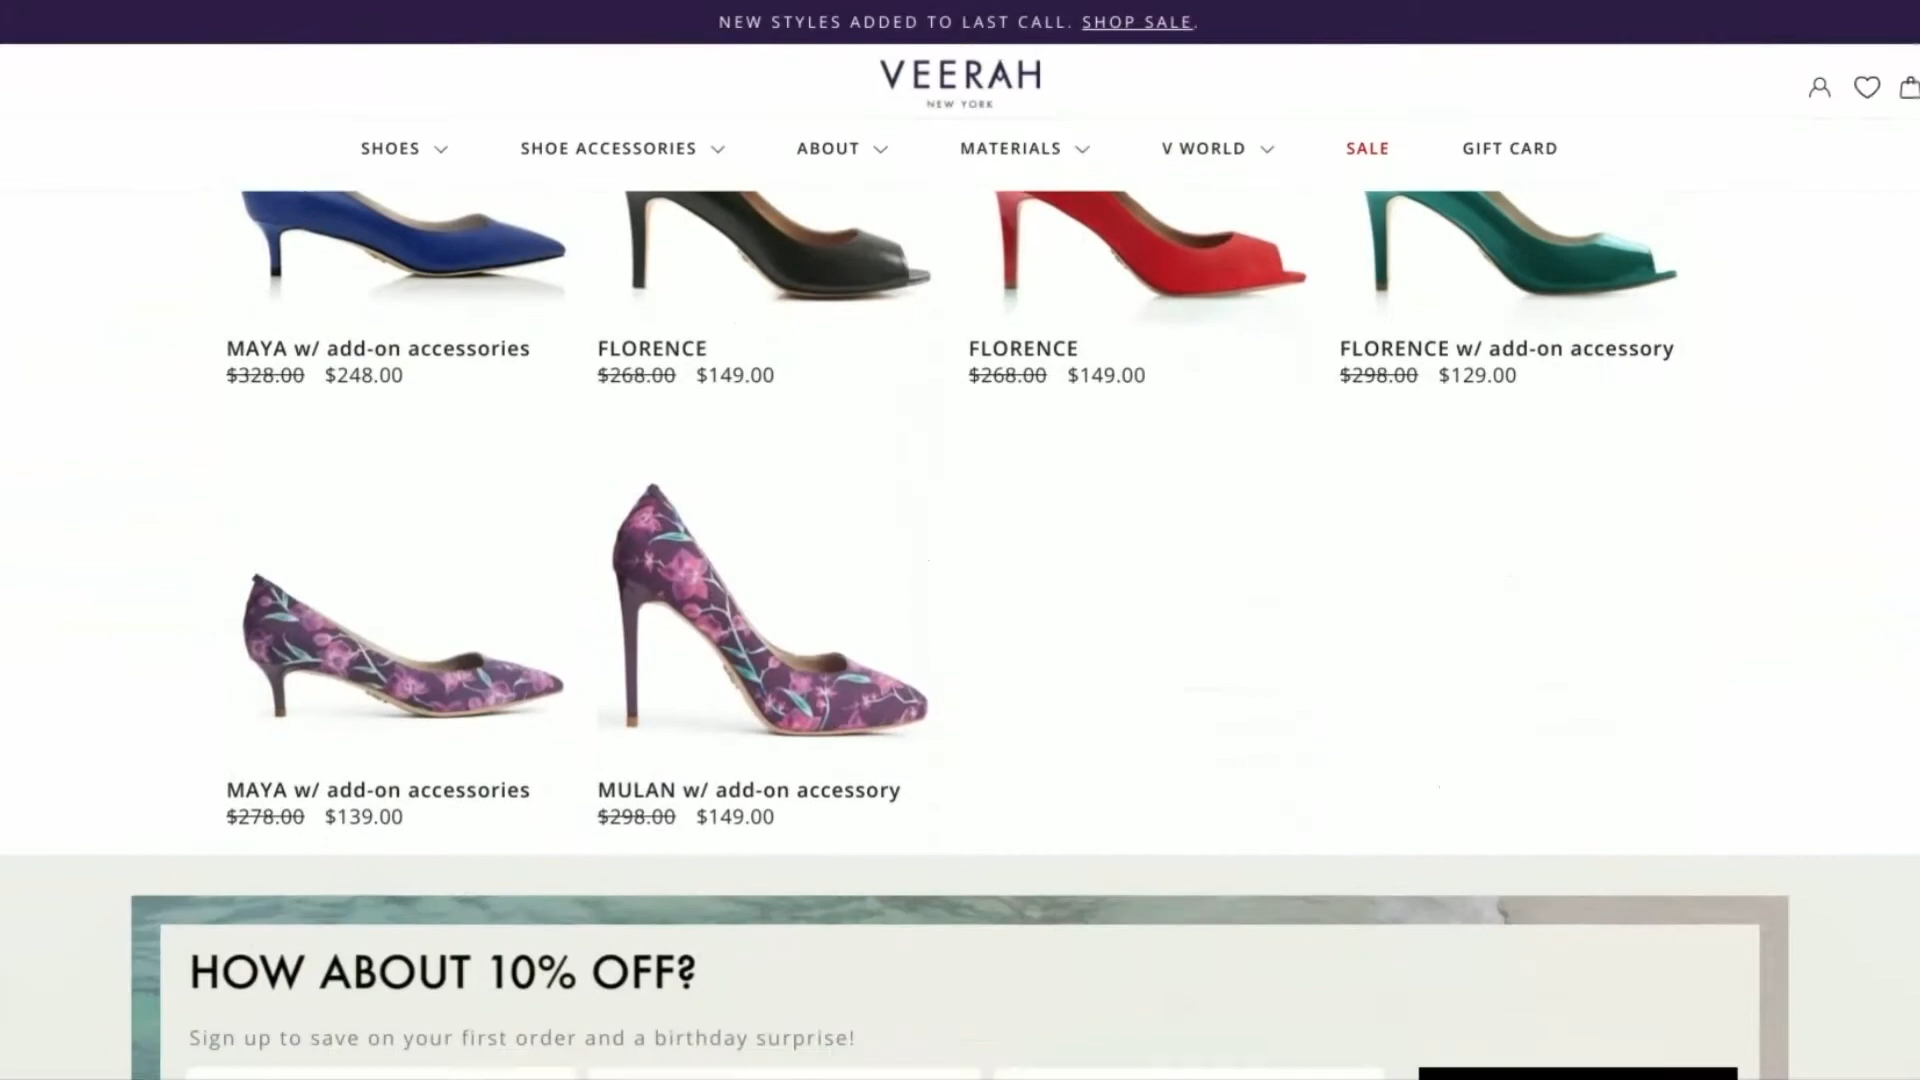 NEW STYLES ADDED TO LAST CALL. SHOP SALE.
VEERAH
NEW YORK
SHOES
SHOE ACCESSORIES
ABOUT
MATERIALS
V WORLD
SALE
GIFT CARD
MAYA w/ add-on accessories
$328.00 $248.00
FLORENCE
$268.00 $149.00
FLORENCE
$268.00 $149.00
FLORENCE w/ add-on accessory
$298.00 $129.00
MAYA w/ add-on accessories
$278.00 $139.00
MULAN w/ add-on accessory
$298.00 $149.00
HOW ABOUT 10% OFF?
Sign up to save on your first order and a birthday surprise!